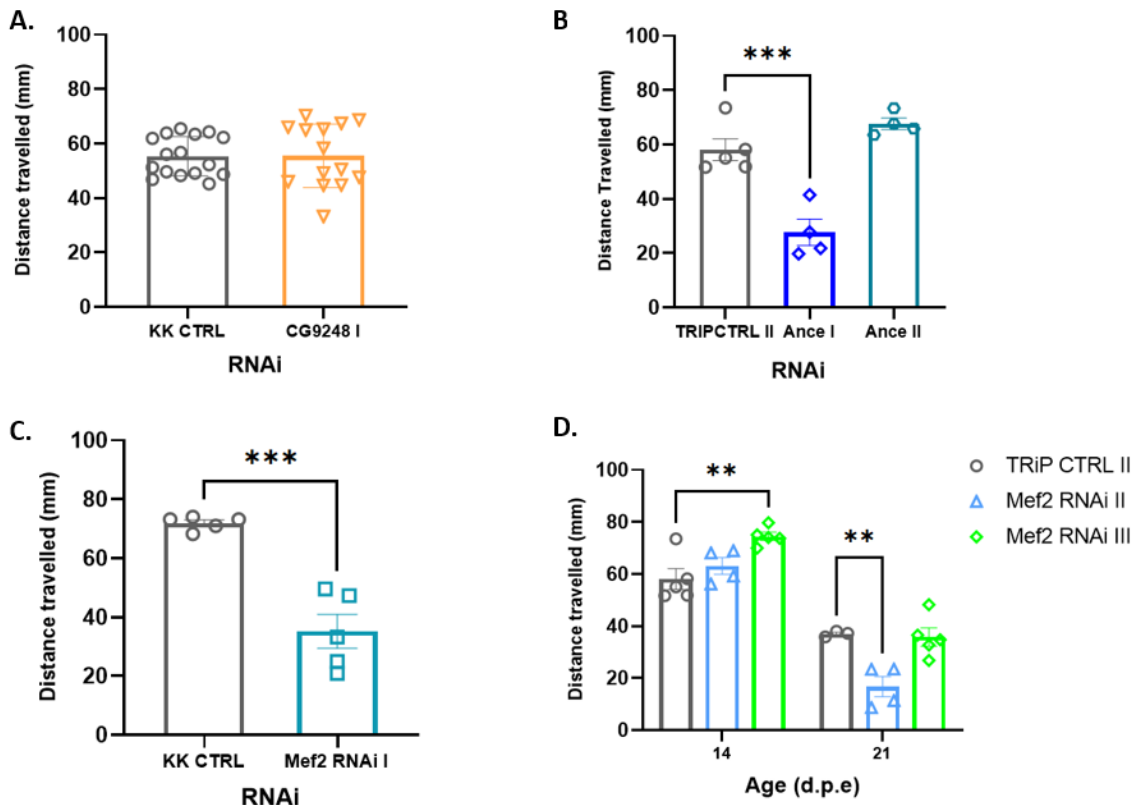 A.
100
80
60
40
20
0
Distance travelled (mm)
KK CTRL
CG9248 I
RNAi
B.
100
80
60
40
20
0
Distance Travelled (mm)
***
TRIPCTRL II
Ance I
Ance II
RNAi
C.
100
80
60
40
20
0
Distance travelled (mm)
***
KK CTRL
Mef2 RNAi I
RNAi
D.
100
80
60
40
20
0
Distance travelled (mm)
**
**
14
21
Age (d.p.e)
TRiP CTRL II
Mef2 RNAi II
Mef2 RNAi III